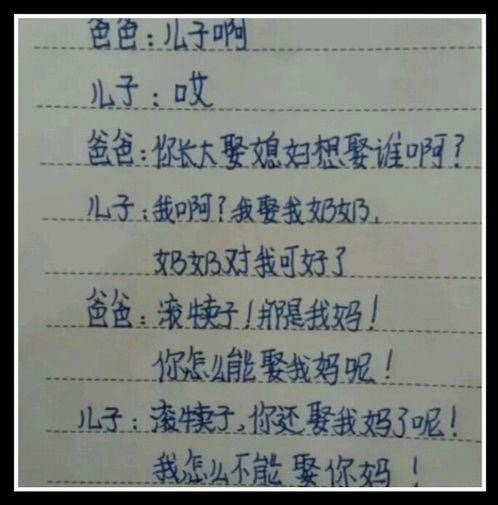 爸爸:儿子啊
儿子:哎
爸爸:你长大娶媳妇想娶谁啊?
儿子:我啊?我娶我奶奶,
奶奶对我可好了
爸爸:滚犊子!那是我妈!
你怎么能娶我妈呢!
儿子:滚犊子,你还娶我妈了呢!
我怎么不能娶你妈!